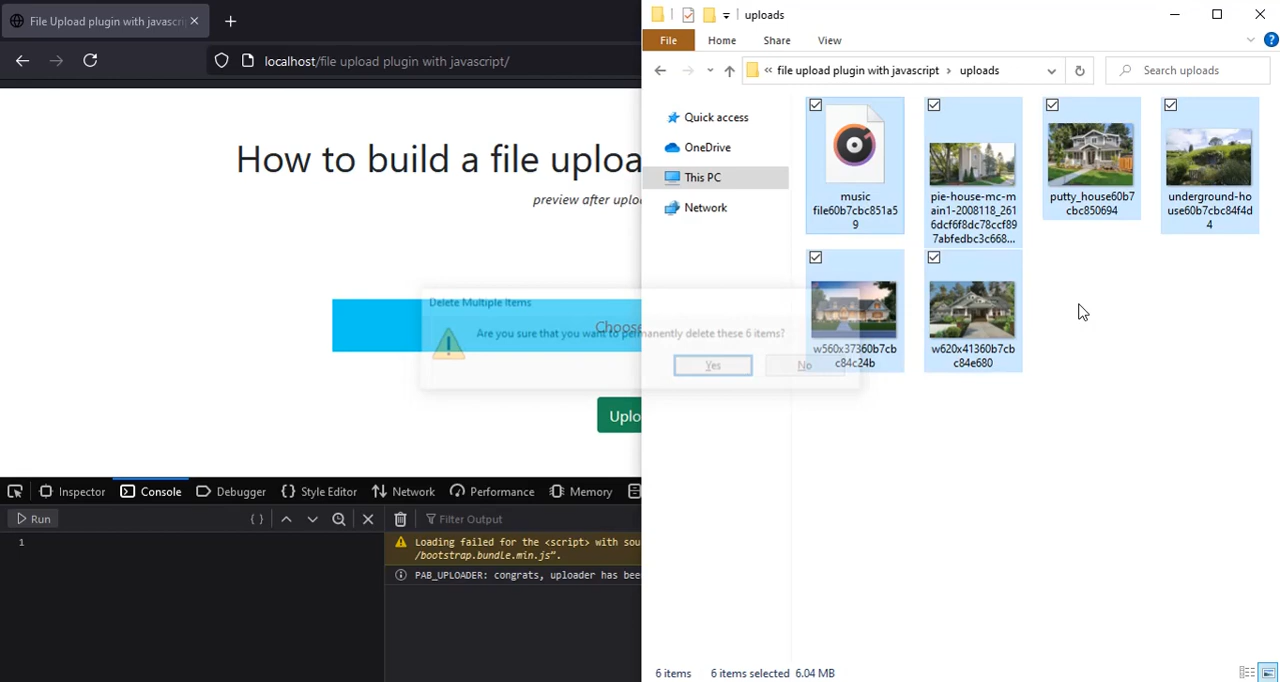 File Upload plugin with javascri
localhost/file upload plugin with javascript/
How to build a file uploa
preview after uplo
Choose
Uplo
Inspector
Console
Debugger
Style Editor
Network
Performance
Memory
Run
Filter Output
1
Loading failed for the <script> with sou
/bootstrap.bundle.min.js".
PAB_UPLOADER: congrats, uploader has bee
uploads
File
Home
Share
View
« file upload plugin with javascript › uploads
Search uploads
Quick access
OneDrive
This PC
Network
music
file60b7cbc851a5
9
pie-house-mc-m
ain1-2008118_261
6dcf6f8dc78ccf89
7abfedbc3c668...
putty_house60b7
cbc850694
underground-ho
use60b7cbc84f4d
4
w560x37360b7cb
c84c24b
w620x41360b7cb
c84e680
Delete Multiple Items
Are you sure that you want to permanently delete these 6 items?
Yes
No
6 items
6 items selected 6.04 MB